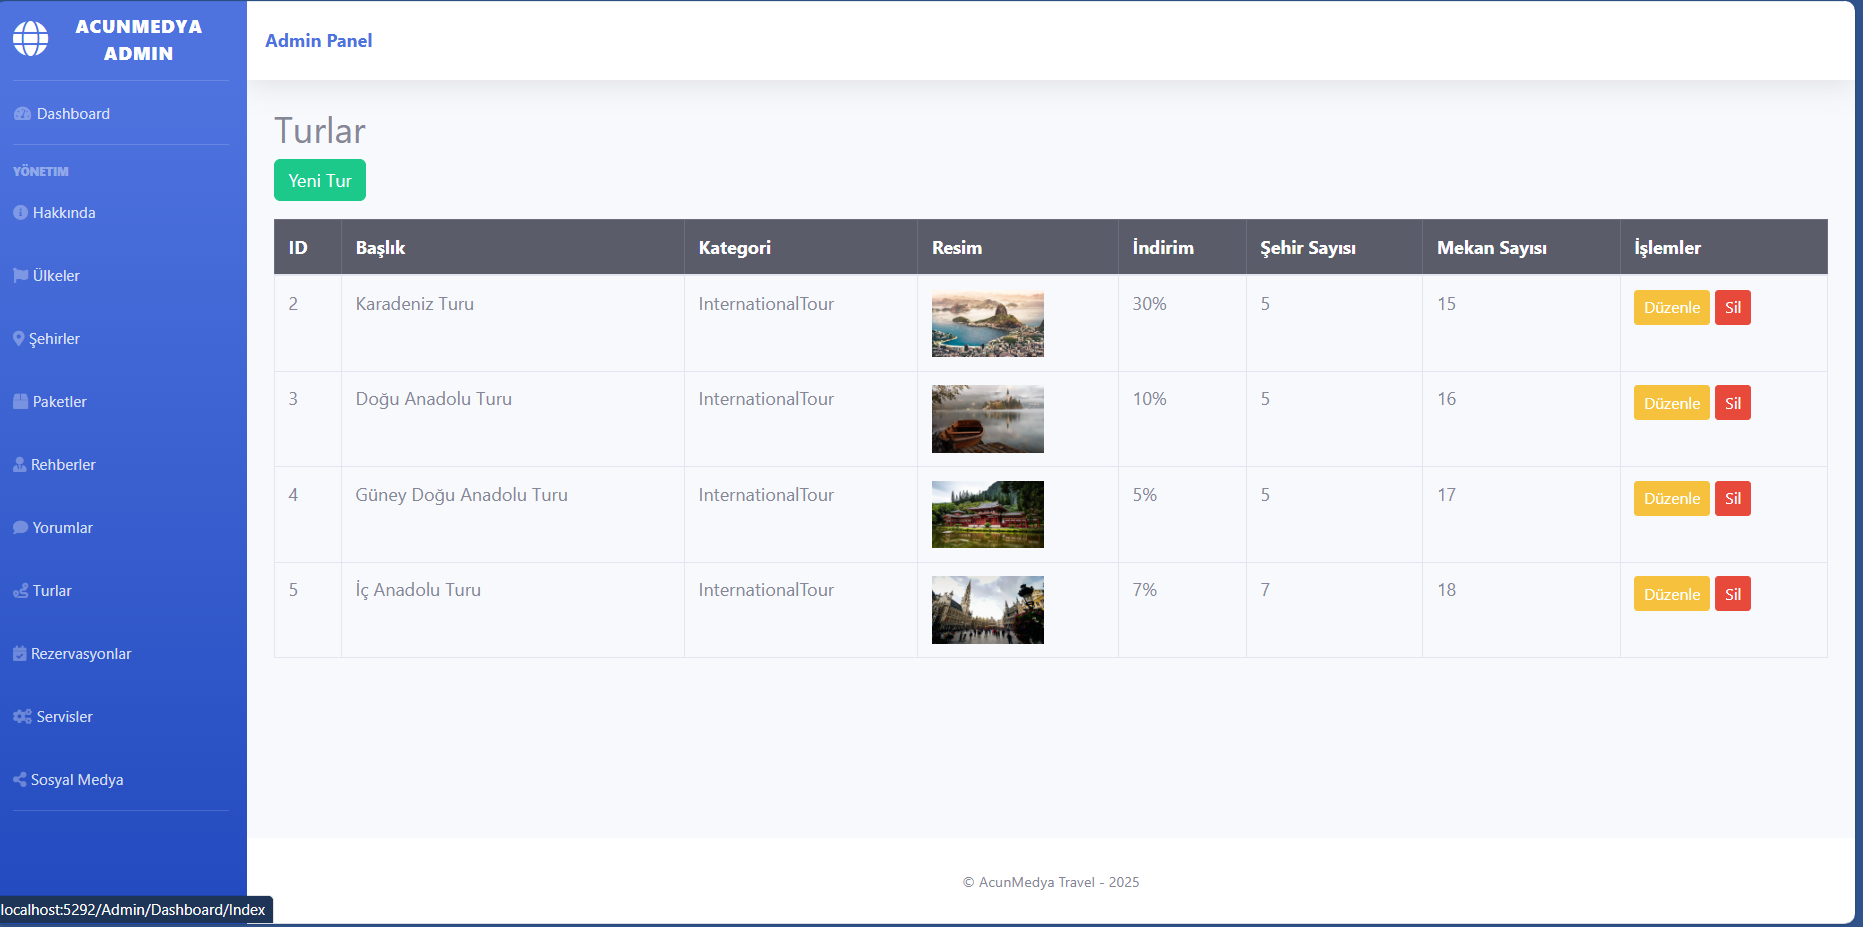 ACUNMEDYA
ADMIN
Admin Panel
Dashboard
YÖNETIM
Hakkında
Ülkeler
Şehirler
Paketler
Rehberler
Yorumlar
Turlar
Rezervasyonlar
Servisler
Sosyal Medya
Turlar
Yeni Tur
ID Başlık Kategori Resim İndirim Şehir Sayısı Mekan Sayısı İşlemler
2 Karadeniz Turu InternationalTour 30% 5 15 Düzenle Sil
3 Doğu Anadolu Turu InternationalTour 10% 5 16 Düzenle Sil
4 Güney Doğu Anadolu Turu InternationalTour 5% 5 17 Düzenle Sil
5 İç Anadolu Turu InternationalTour 7% 7 18 Düzenle Sil
© AcunMedya Travel - 2025
localhost:5292/Admin/Dashboard/Index